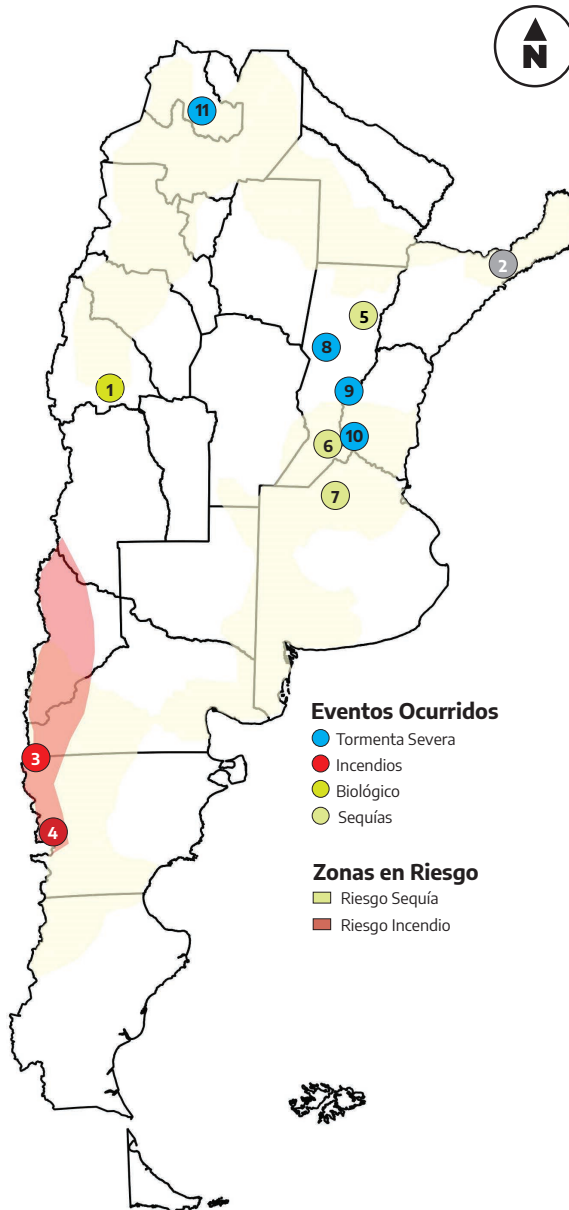 N
11
2
5
8
1
9
10
6
7
3
4
Eventos Ocurridos
Tormenta Severa
Incendios
Biológico
Sequías
Zonas en Riesgo
Riesgo Sequía
Riesgo Incendio